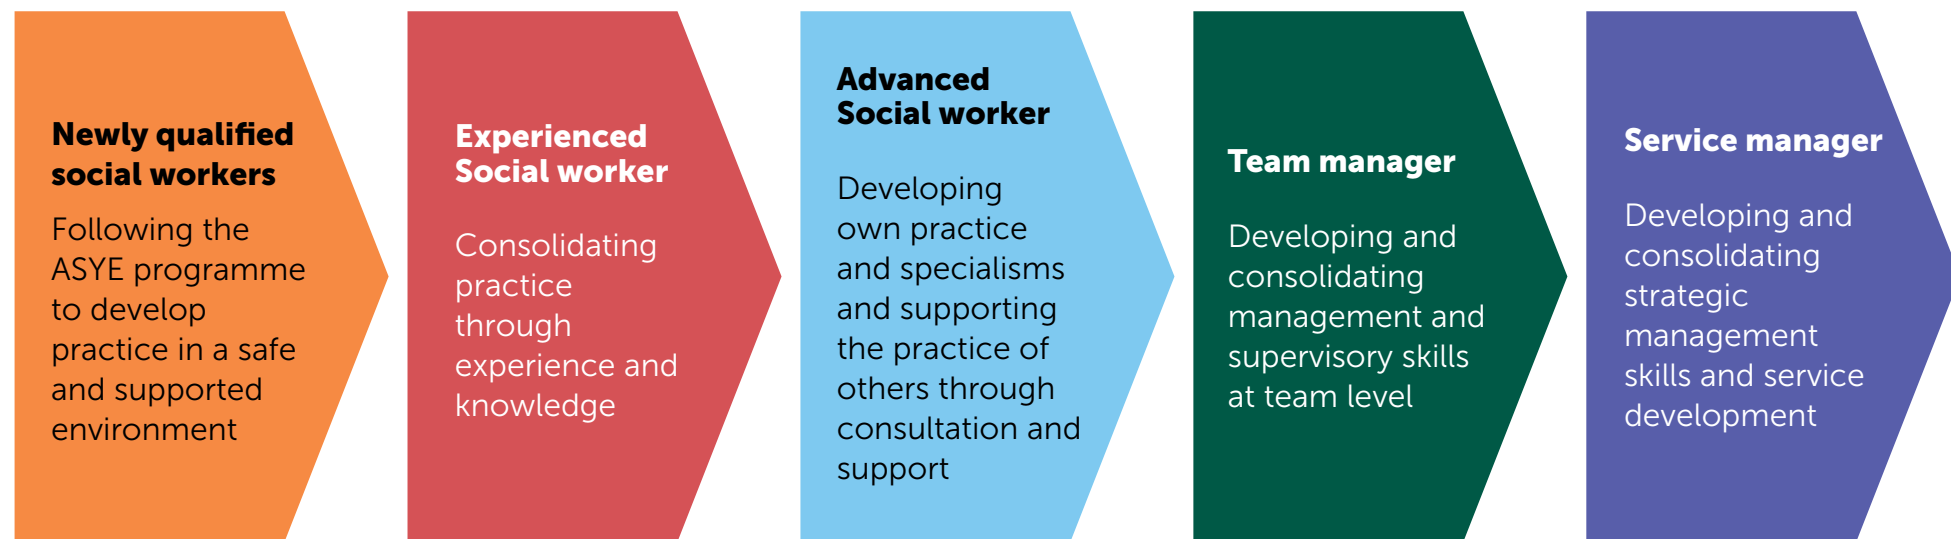 Newly qualified
social workers
Following the
ASYE programme
to develop
practice in a safe
and supported
environment
Experienced
Social worker
Consolidating
practice
through
experience and
knowledge
Advanced
Social worker
Developing
own practice
and specialisms
and supporting
the practice of
others through
consultation and
support
Team manager
Developing and
consolidating
management and
supervisory skills
at team level
Service manager
Developing and
consolidating
strategic
management
skills and service
development